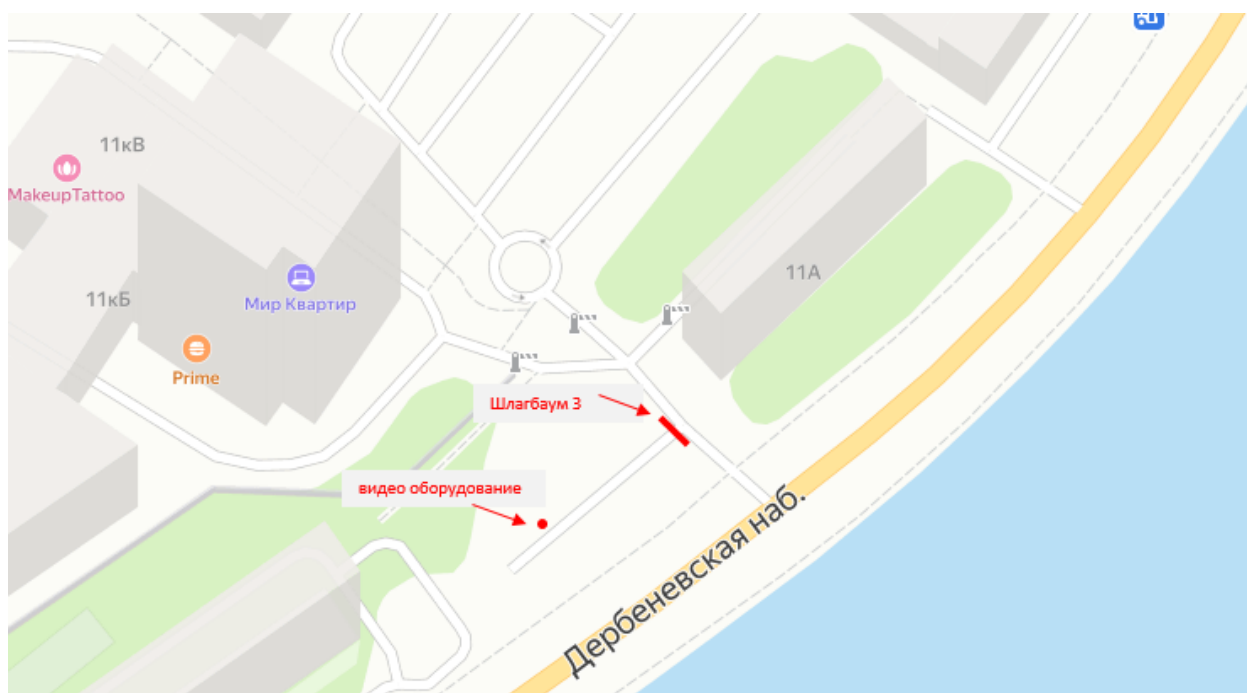 11кВ
MakeupTattoo
11А
11кБ
Мир Квартир
Prime
Шлагбаум 3
видео оборудование
Дербеневская наб.